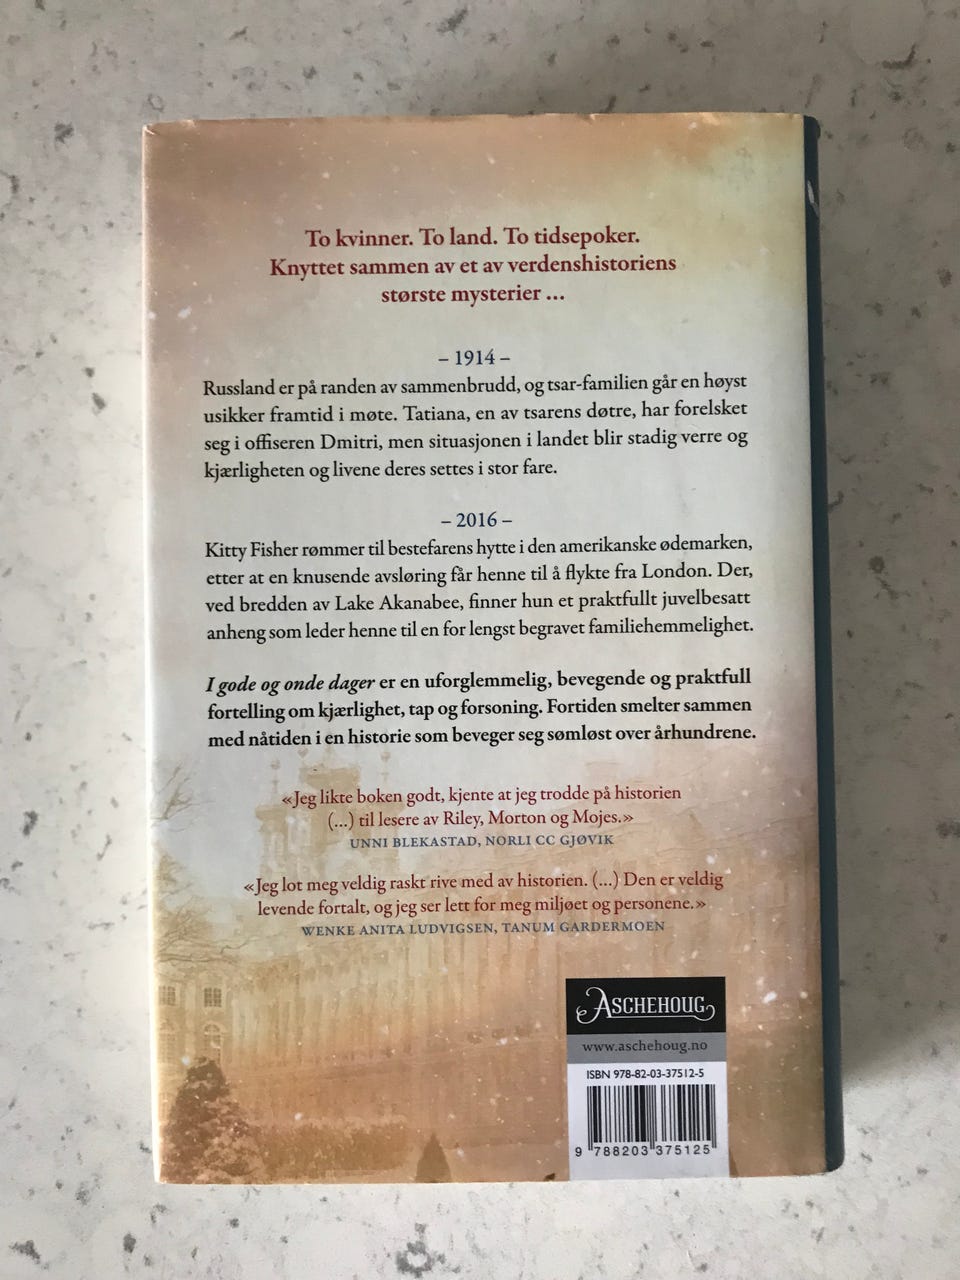 To kvinner. To land. To tidsepoker.
Knyttet sammen av et av verdenshistoriens
største mysterier ...
– 1914 –
Russland er på randen av sammenbrudd, og tsar-familien går en høyst
usikker framtid i møte. Tatiana, en av tsarens døtre, har forelsket
seg i offiseren Dmitri, men situasjonen i landet blir stadig verre og
kjærligheten og livene deres settes i stor fare.
– 2016 –
Kitty Fisher rømmer til bestefarens hytte i den amerikanske ødemarken,
etter at en knusende avsløring får henne til å flykte fra London. Der,
ved bredden av Lake Akanabee, finner hun et praktfullt juvelbesatt
anheng som leder henne til en for lengst begravet familiehemmelighet.
I gode og onde dager er en uforglemmelig, bevegende og praktfull
fortelling om kjærlighet, tap og forsoning. Fortiden smelter sammen
med nåtiden i en historie som beveger seg sømløst over århundrene.
«Jeg likte boken godt, kjente at jeg trodde på historien
(...) til lesere av Riley, Morton og Mojes.»
UNNI BLEKASTAD, NORLI CC GJØVIK
«Jeg lot meg veldig raskt rive med av historien. (...) Den er veldig
levende fortalt, og jeg ser lett for meg miljøet og personene.»
WENKE ANITA LUDVIGSEN, TANUM GARDERMOEN
ASCHEHOUG
www.aschehoug.no
ISBN 978-82-03-37512-5
9 788203 375125